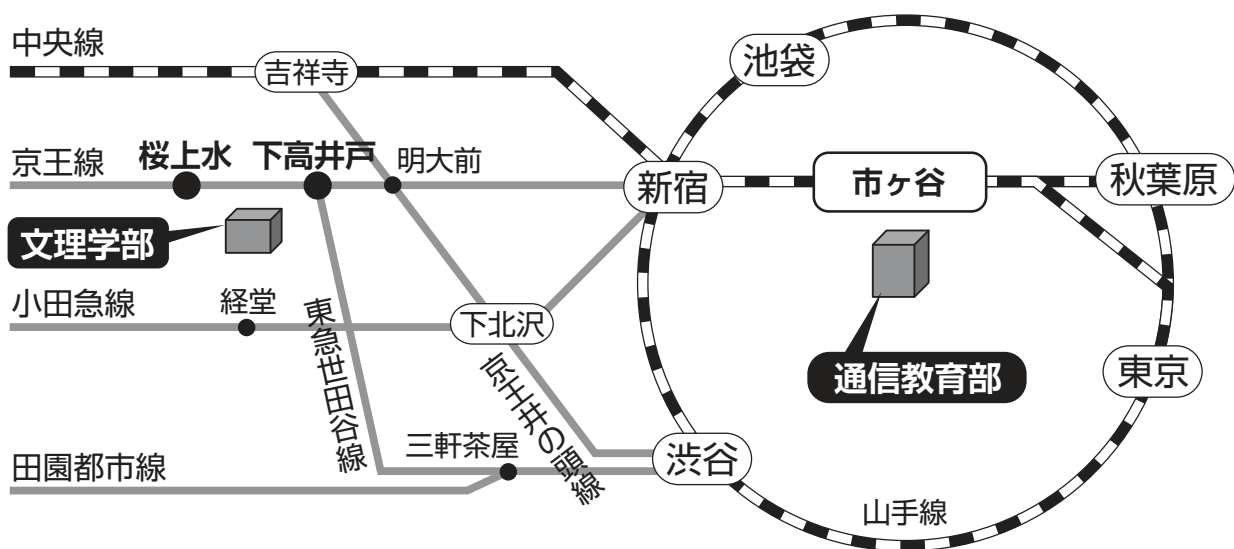 中央線
吉祥寺
池袋
京王線
桜上水
下高井戸
明大前
新宿
市ヶ谷
秋葉原
文理学部
小田急線
経堂
東急世田谷線
下北沢
京王井の頭線
通信教育部
東京
田園都市線
三軒茶屋
渋谷
山手線